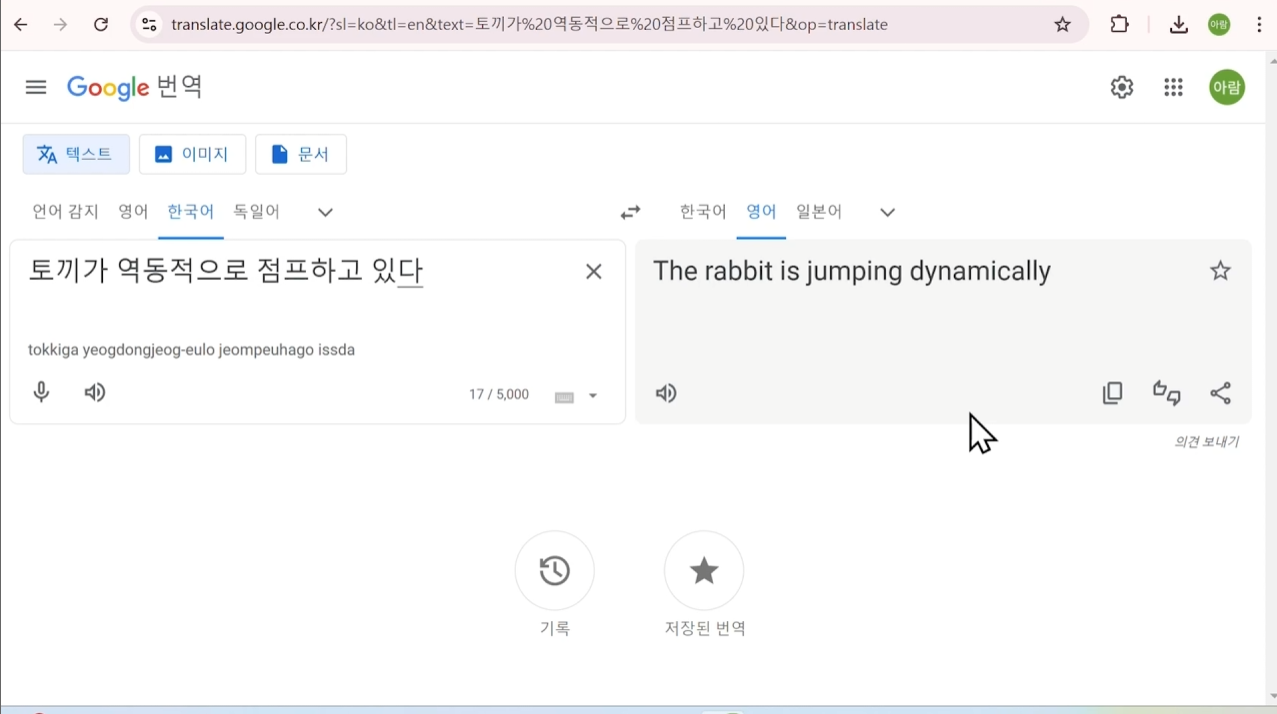 translate.google.co.kr/?sl=ko&tl=en&text=토끼가%20역동적으로%20점프하고%20있다&op=translate
아람
Google 번역
아람
텍스트 이미지 문서
언어 감지 영어 한국어 독일어
한국어 영어 일본어
토끼가 역동적으로 점프하고 있다
The rabbit is jumping dynamically
tokkiga yeogdongjeog-eulo jeompeuhago issda
17 / 5,000
의견 보내기
기록
저장된 번역